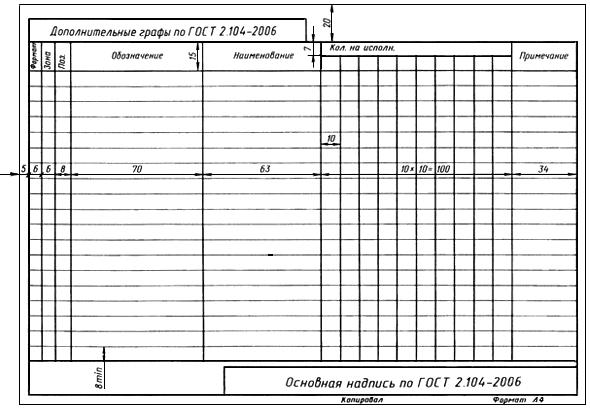 Дополнительные графы по ГОСТ 2.104-2006
20
Формат
Зона
Поз.
Обозначение
15
Наименование
7
Кол. на исполн.
Примечание
10
5
6
6
8
70
63
10 × 10 = 100
34
8 min
Основная надпись по ГОСТ 2.104-2006
Копировал
Формат А4